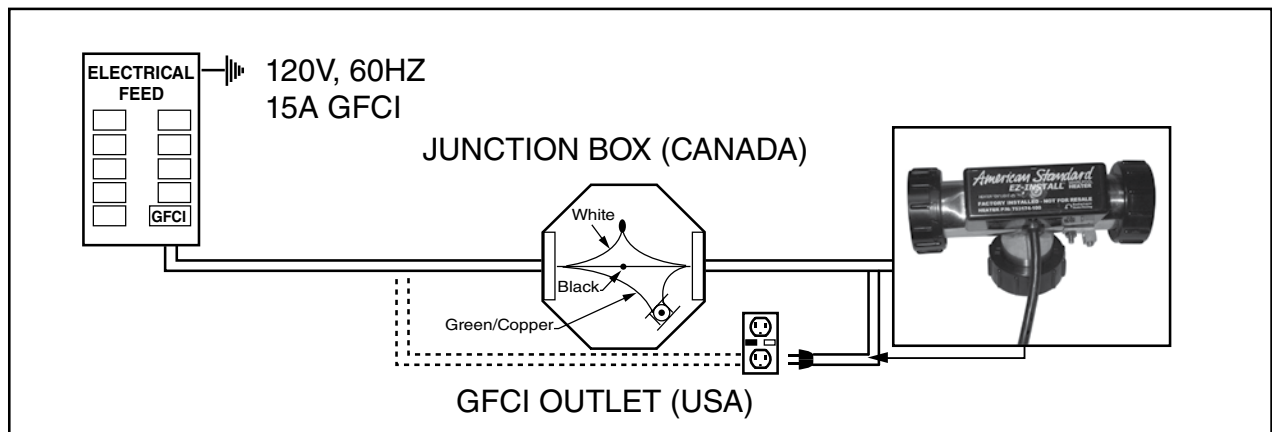 ELECTRICAL
FEED
GFCI
120V, 60HZ
15A GFCI
JUNCTION BOX (CANADA)
White
Black
Green/Copper
GFCI OUTLET (USA)
American Standard
EZ-INSTALL
HEATER
FACTORY INSTALLED - NOT FOR RESALE